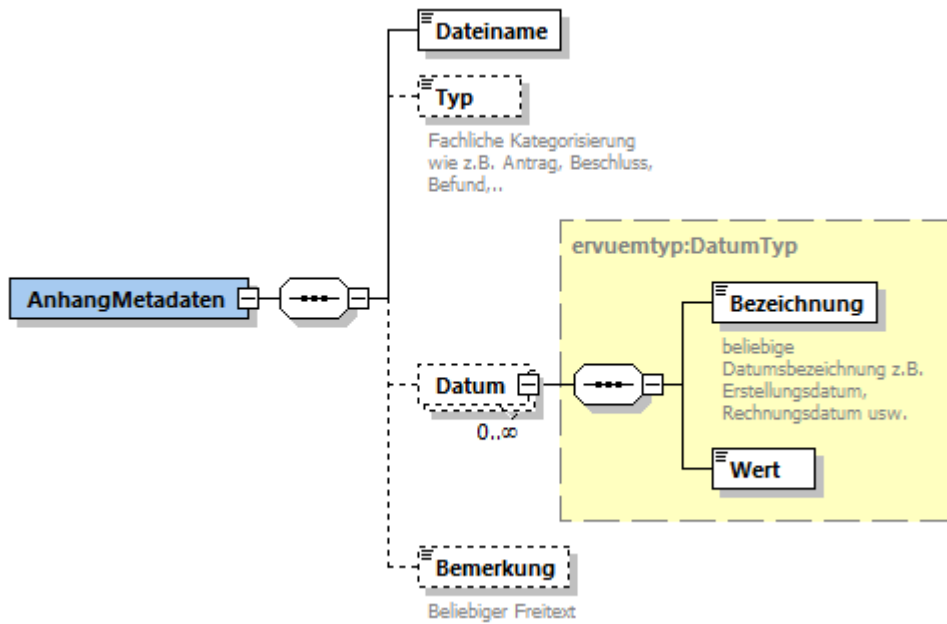 Dateiname
Typ
Fachliche Kategorisierung
wie z.B. Antrag, Beschluss,
Befund,..
ervuemtyp:DatumTyp
AnhangMetadaten
Bezeichnung
beliebige
Datumsbezeichnung z.B.
Erstellungsdatum,
Rechnungsdatum usw.
Datum
0..∞
Wert
Bemerkung
Beliebiger Freitext